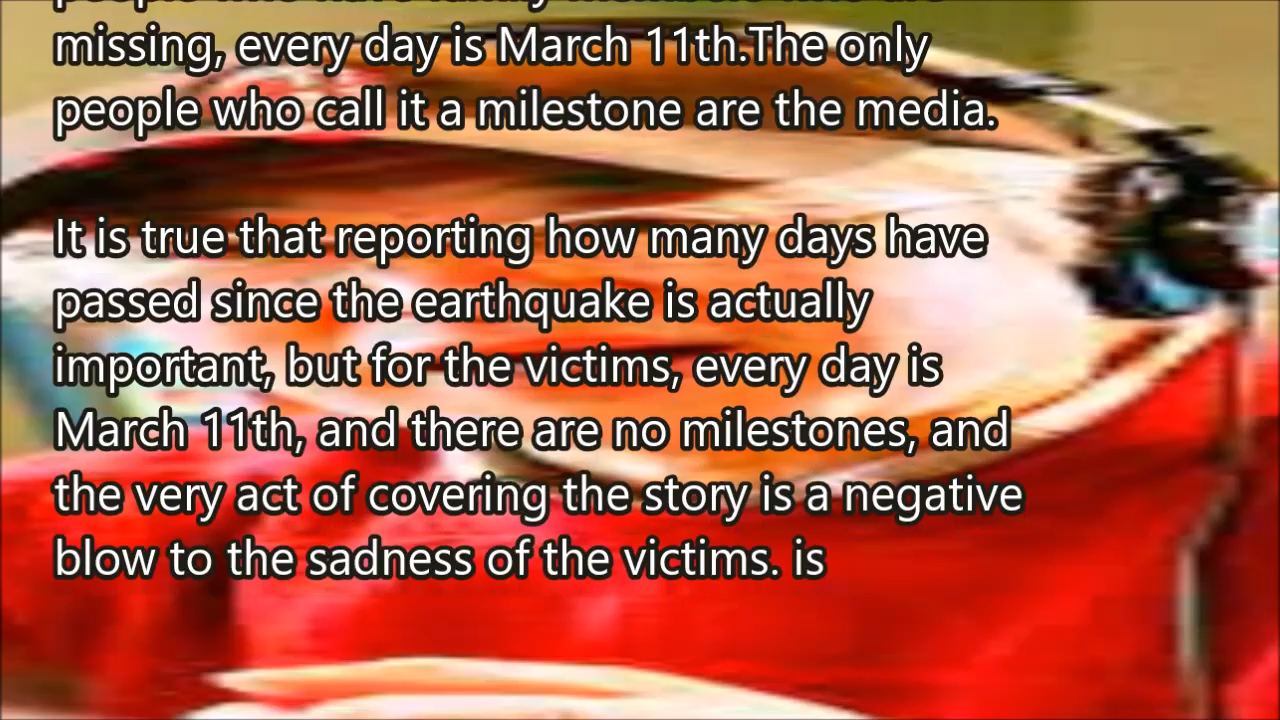 missing, every day is March 11th.The only
people who call it a milestone are the media.
It is true that reporting how many days have
passed since the earthquake is actually
important, but for the victims, every day is
March 11th, and there are no milestones, and
the very act of covering the story is a negative
blow to the sadness of the victims. is